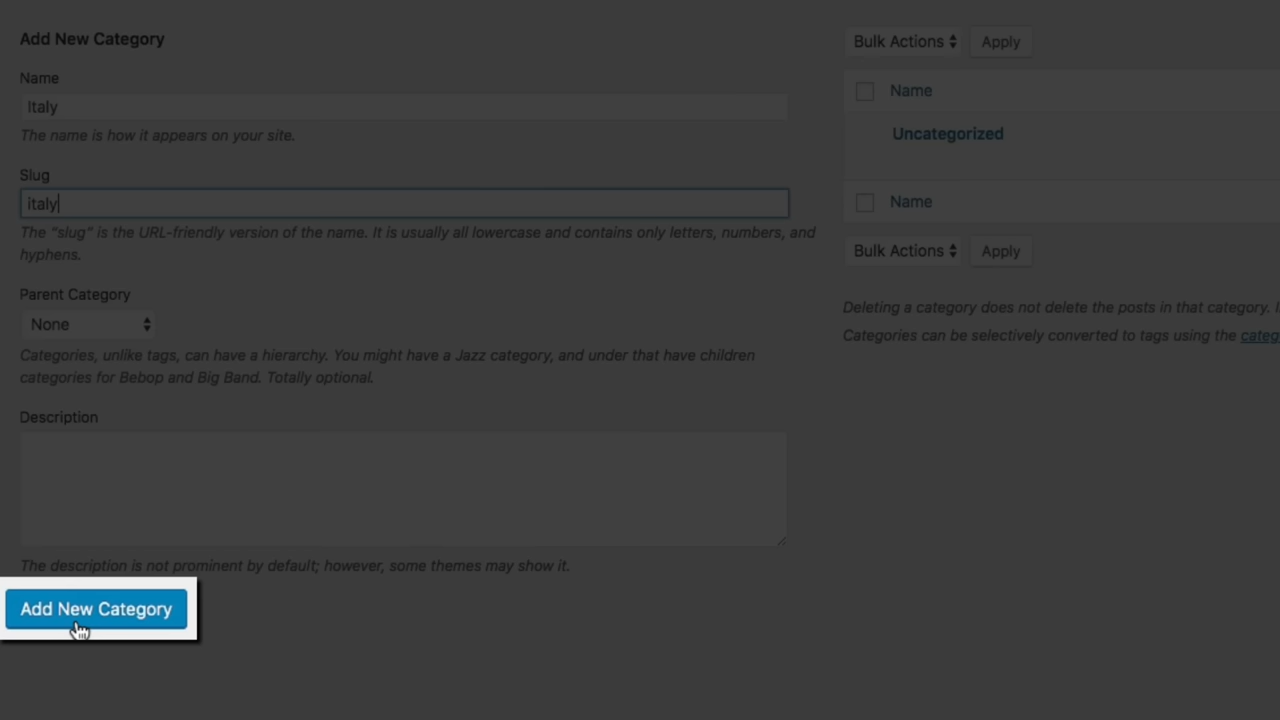 Add New Category
Name
Italy
The name is how it appears on your site.
Slug
italy
The "slug" is the URL-friendly version of the name. It is usually all lowercase and contains only letters, numbers, and
hyphens.
Parent Category
None
Categories, unlike tags, can have a hierarchy. You might have a Jazz category, and under that have children
categories for Bebop and Big Band. Totally optional.
Description
The description is not prominent by default; however, some themes may show it.
Add New Category
Bulk Actions
Apply
Name
Uncategorized
Name
Bulk Actions
Apply
Deleting a category does not delete the posts in that category.
Categories can be selectively converted to tags using the categ